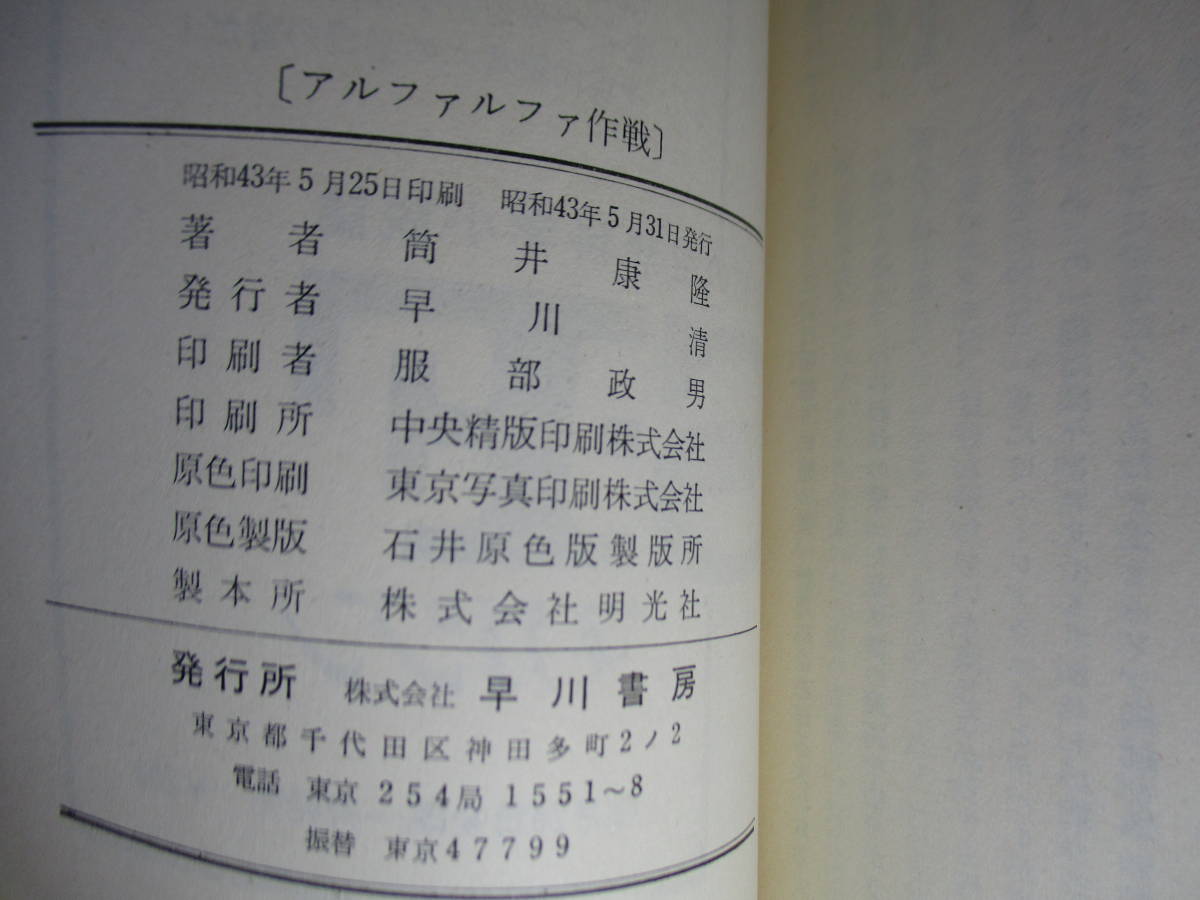 〔アルファルファ作戦〕
昭和43年5月25日印刷 昭和43年5月31日発行
著者 筒井康隆
発行者 早川清
印刷者 服部政男
印刷所 中央精版印刷株式会社
原色印刷 東京写真印刷株式会社
原色製版 石井原色版製版所
製本所 株式会社明光社
発行所 株式会社 早川書房
東京都千代田区神田多町2ノ2
電話 東京 254局 1551~8
振替 東京47799